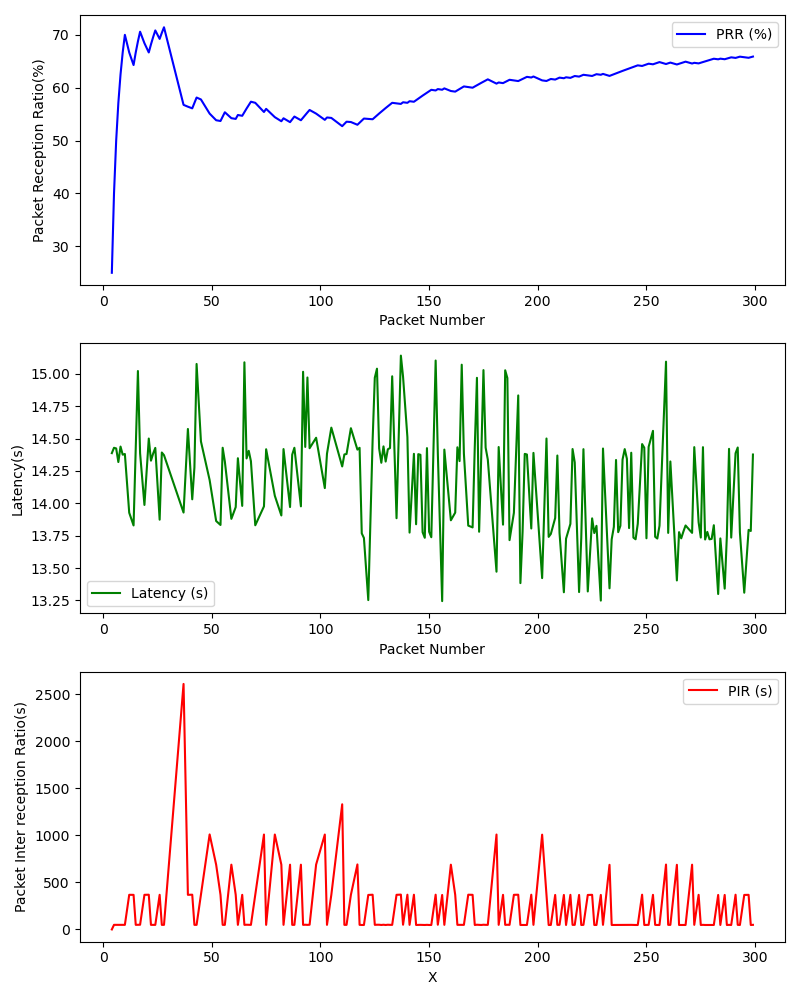 70
60
50
40
30
Packet Reception Ratio(%)
PRR (%)
0 50 100 150 200 250 300
Packet Number
15.00
14.75
14.50
14.25
14.00
13.75
13.50
13.25
Latency(s)
Latency (s)
0 50 100 150 200 250 300
Packet Number
2500
2000
1500
1000
500
0
Packet Inter reception Ratio(s)
PIR (s)
0 50 100 150 200 250 300
X